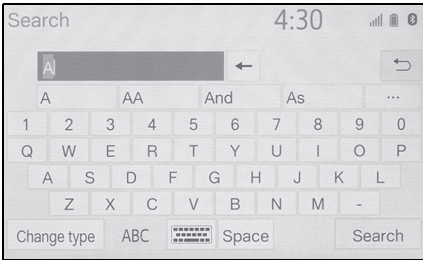 Search 4:30
A
A AA And As ...
1 2 3 4 5 6 7 8 9 0
Q W E R T Y U I O P
A S D F G H J K L
Z X C V B N M -
Change type ABC Space Search